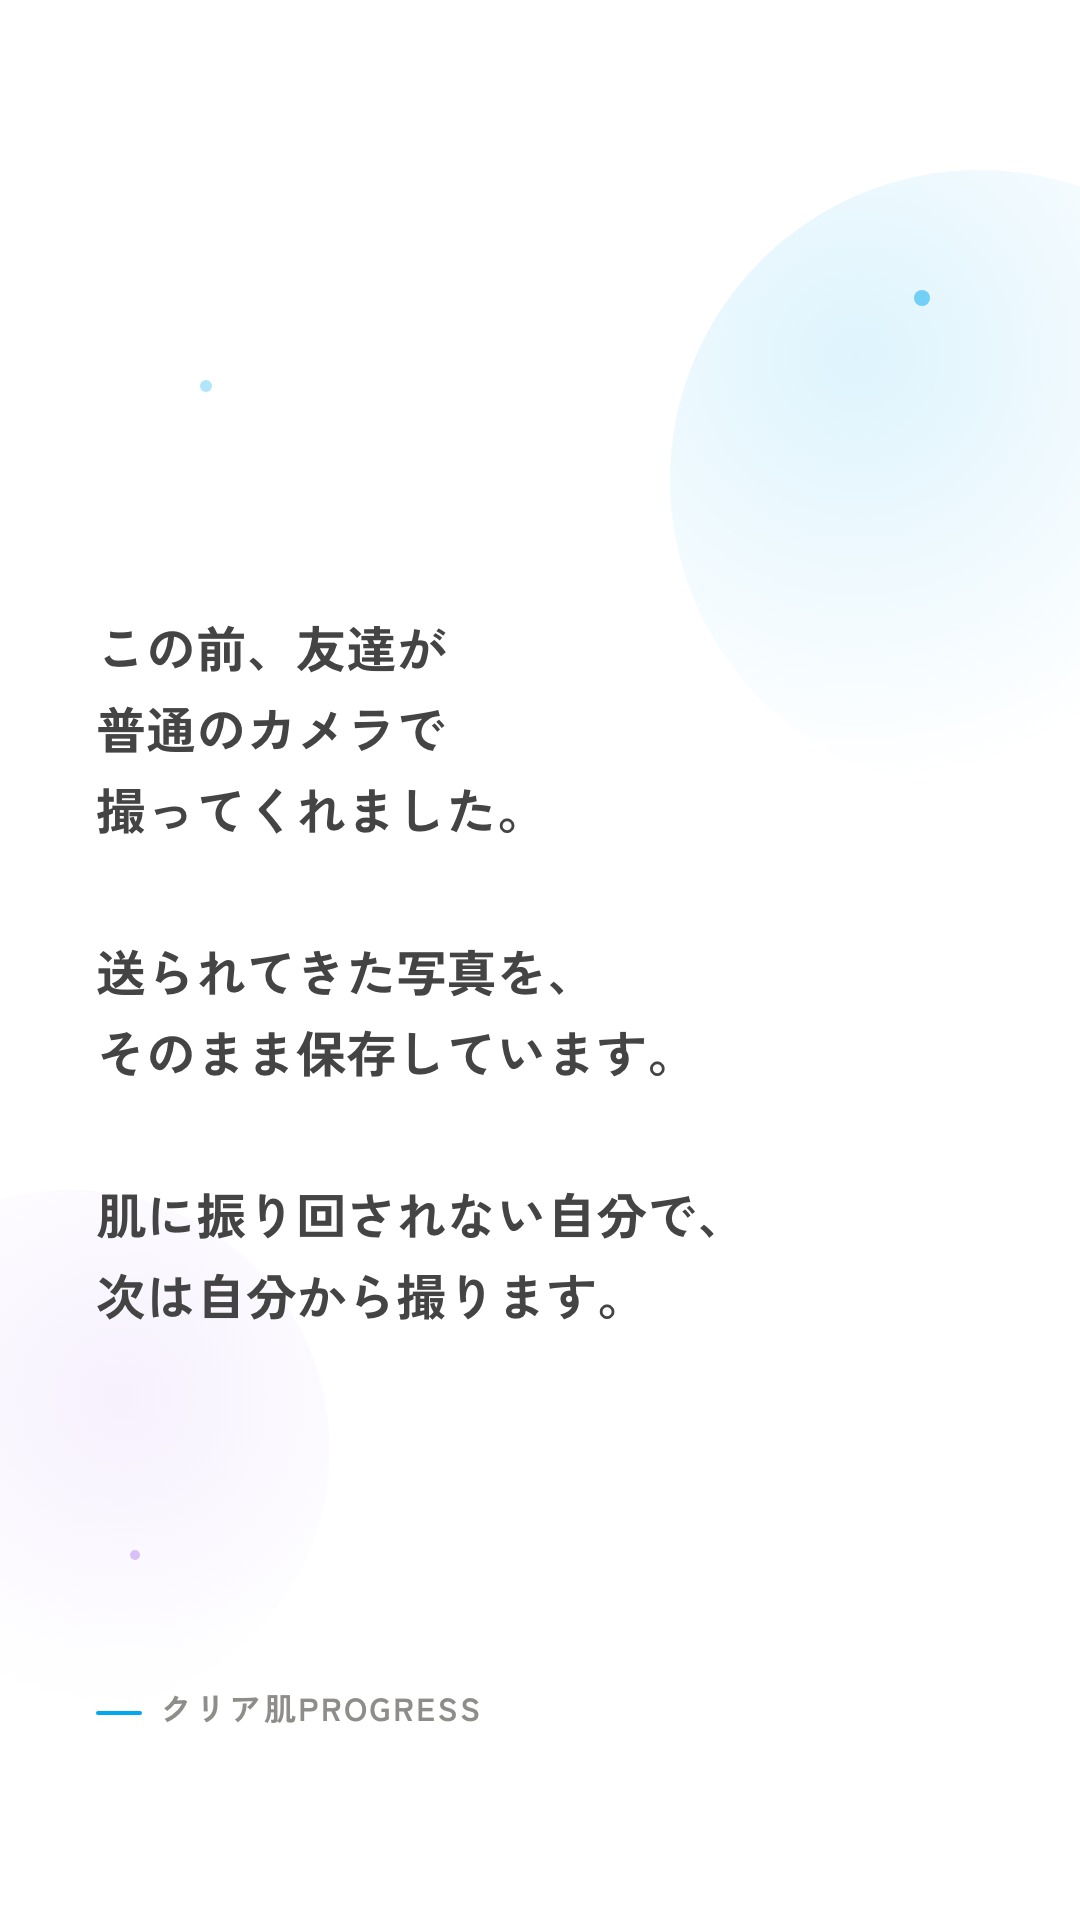 この前、友達が
普通のカメラで
撮ってくれました。
送られてきた写真を、
そのまま保存しています。
肌に振り回されない自分で、
次は自分から撮ります。
クリア肌PROGRESS